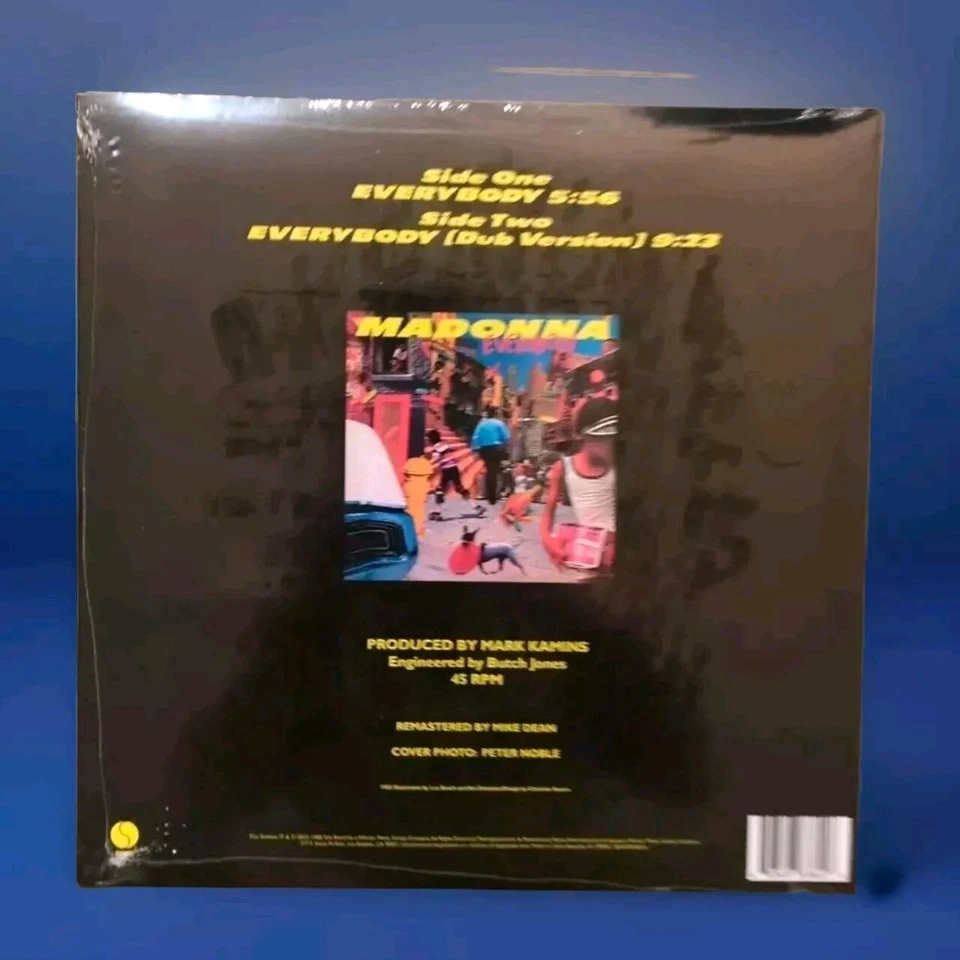 Side One
EVERYBODY 5:56
Side Two
EVERYBODY [Dub Version] 9:23
MADONNA
EVERYBODY
PRODUCED BY MARK KAMINS
Engineered by Butch Jones
45 RPM
REMASTERED BY MIKE DEAN
COVER PHOTO: PETER NOBLE